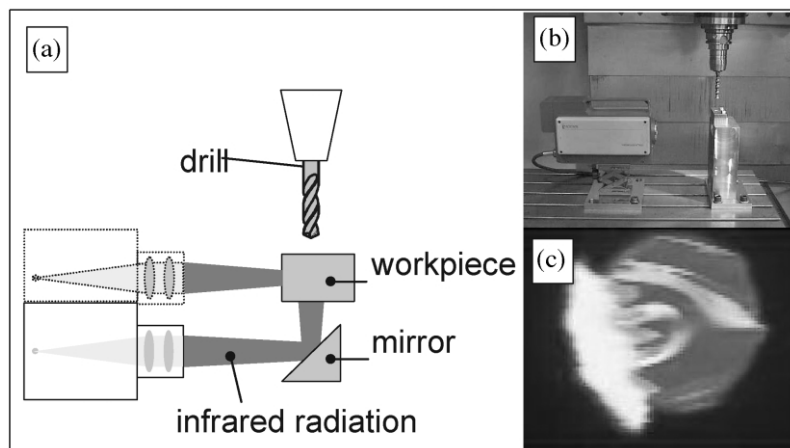 (a)
drill
workpiece
mirror
infrared radiation
(b)
(c)